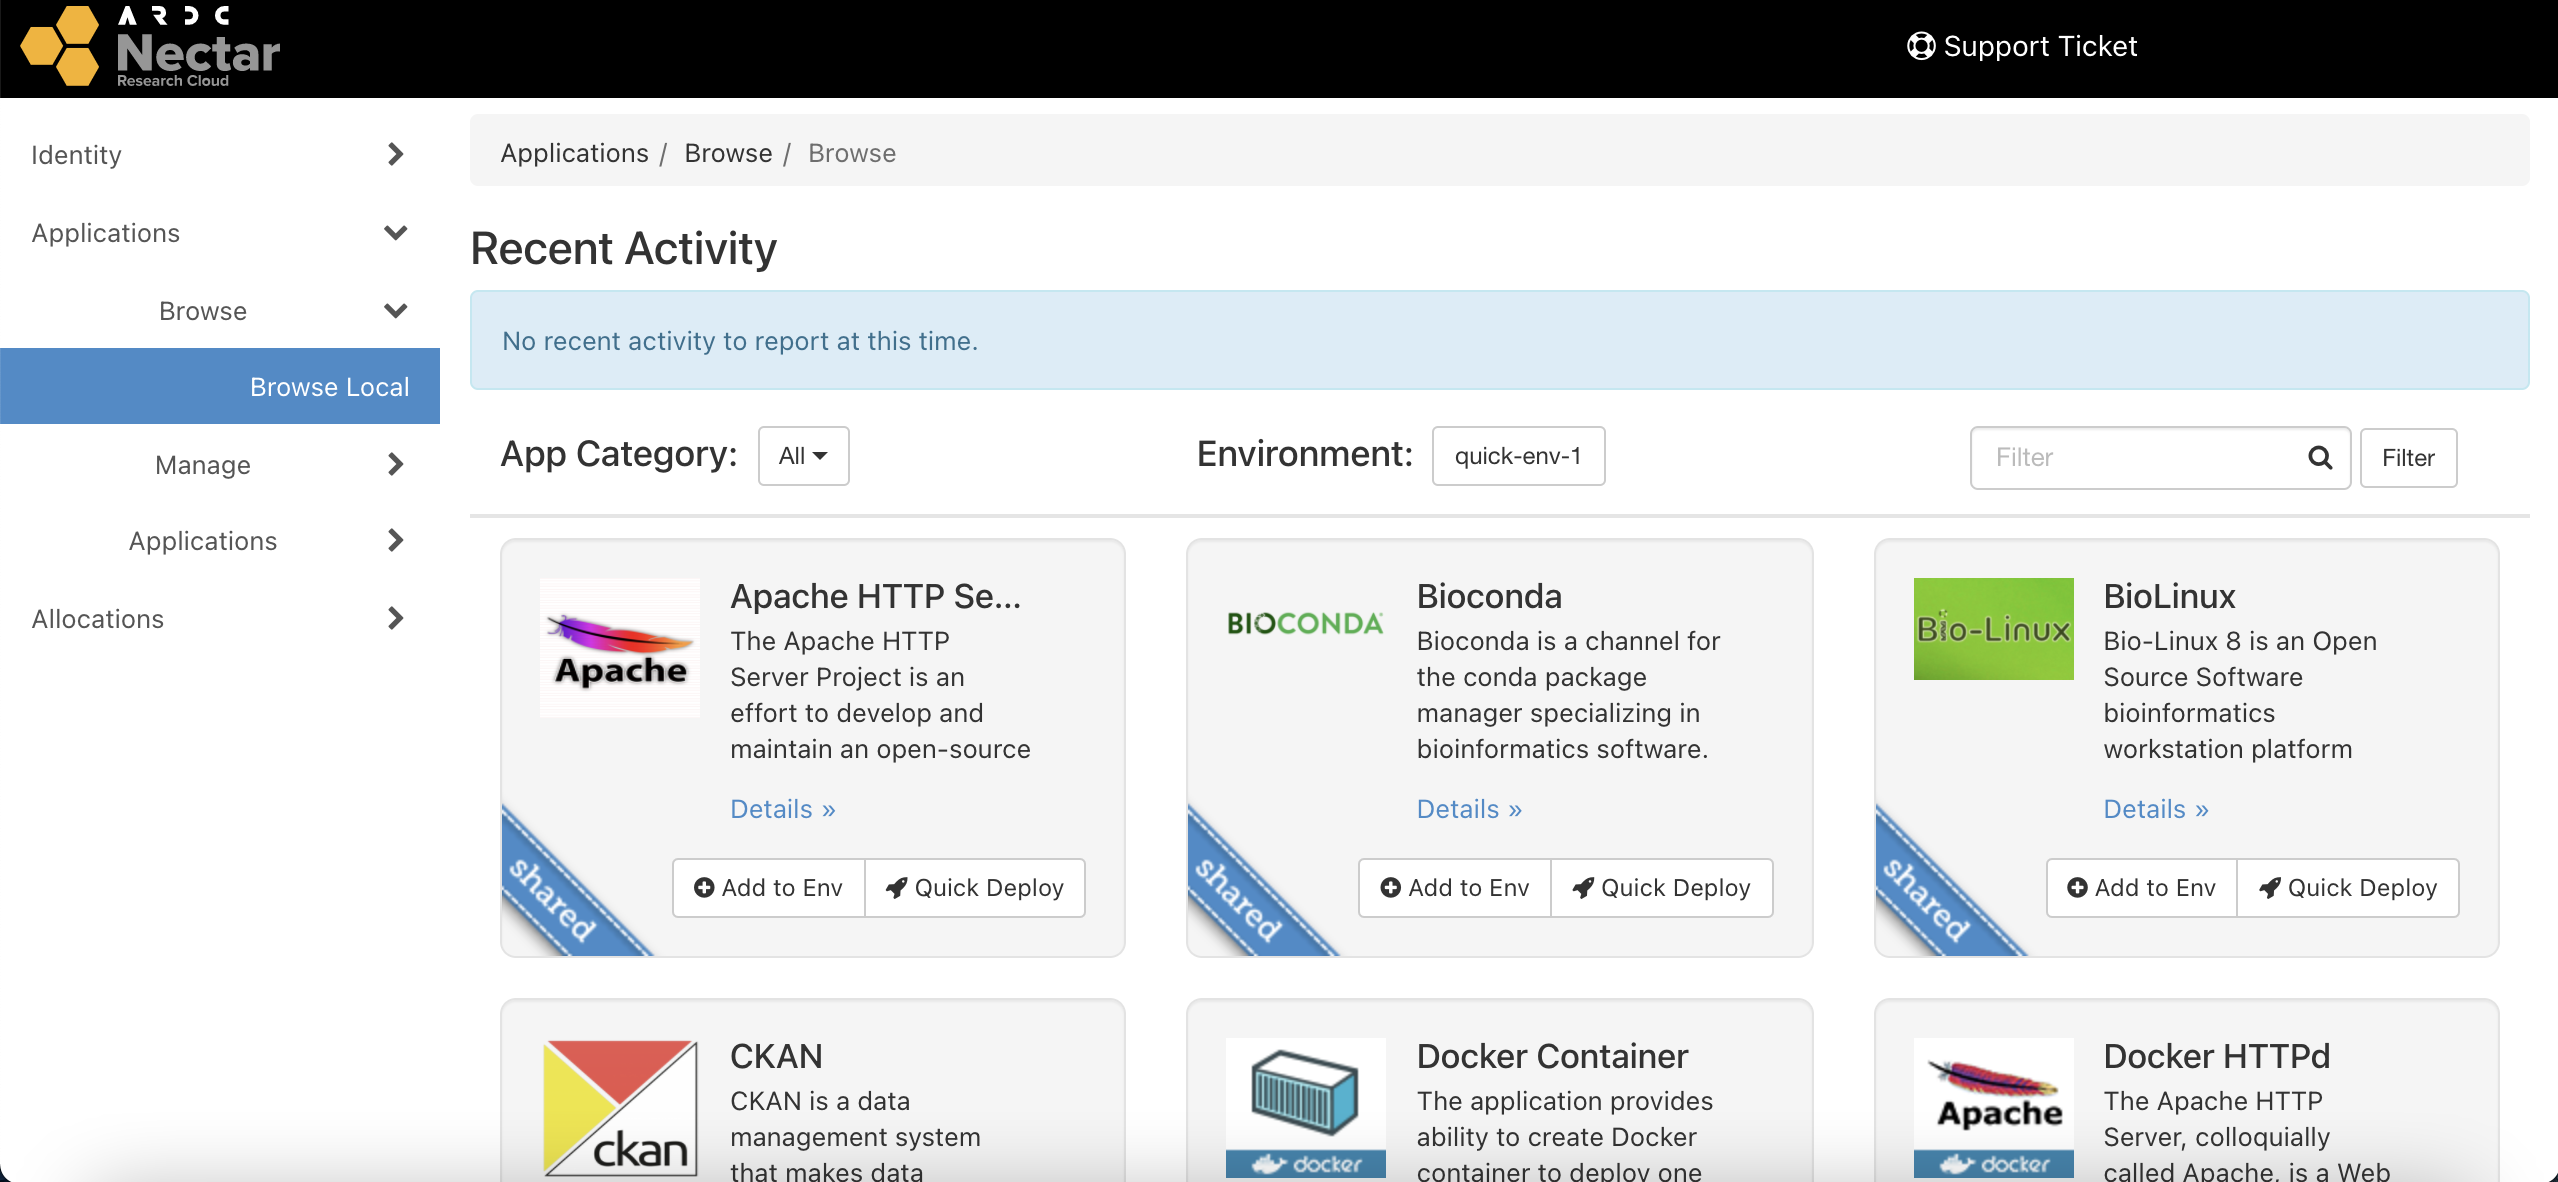 ARDC
Nectar
Research Cloud
Support Ticket
Identity
Applications
Browse
Browse Local
Manage
Applications
Allocations
Applications / Browse / Browse
Recent Activity
No recent activity to report at this time.
App Category: All
Environment: quick-env-1
Filter
Filter
Apache
Apache HTTP Se...
The Apache HTTP
Server Project is an
effort to develop and
maintain an open-source
Details »
shared
Add to Env
Quick Deploy
BIOCONDA
Bioconda
Bioconda is a channel for
the conda package
manager specializing in
bioinformatics software.
Details »
shared
Add to Env
Quick Deploy
Bio-Linux
BioLinux
Bio-Linux 8 is an Open
Source Software
bioinformatics
workstation platform
Details »
shared
Add to Env
Quick Deploy
ckan
CKAN
CKAN is a data
management system
that makes data
docker
Docker Container
The application provides
ability to create Docker
container to deploy one
Apache
docker
Docker HTTPd
The Apache HTTP
Server, colloquially
called Apache, is a Web